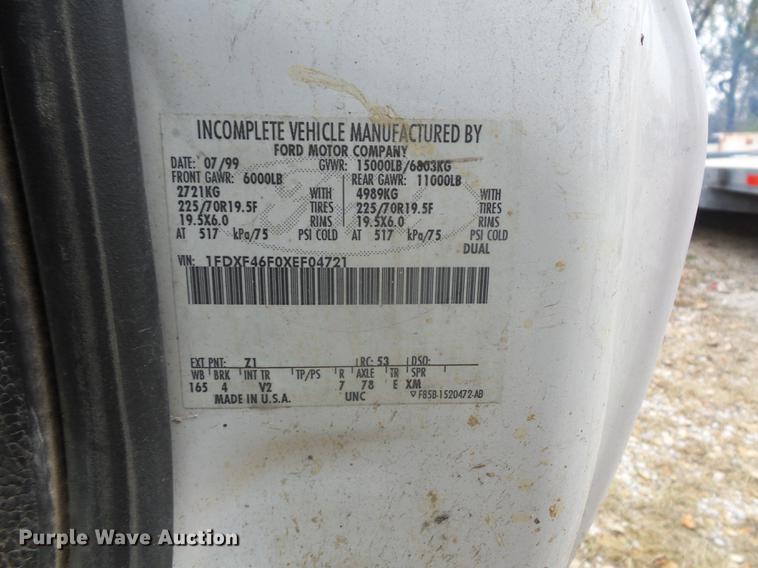 INCOMPLETE VEHICLE MANUFACTURED BY
FORD MOTOR COMPANY
DATE: 07/99 GVWR: 15000LB/6803KG
FRONT GAWR: 6000LB REAR GAWR: 11000LB
2721KG WITH 4989KG WITH
225/70R19.5F TIRES 225/70R19.5F TIRES
19.5X6.0 RIMS 19.5X6.0 RIMS
AT 517 kPa/75 PSI COLD AT 517 kPa/75 PSI COLD
DUAL
VIN: 1FDXF46F0XEF04721
EXT PNT: Z1 RC: 53 DSO:
WB BRK INT TR TP/PS R AXLE TR SPR
165 4 V2 7 78 E XM
MADE IN U.S.A. UNC F85B-1520472-AB
Purple Wave Auction